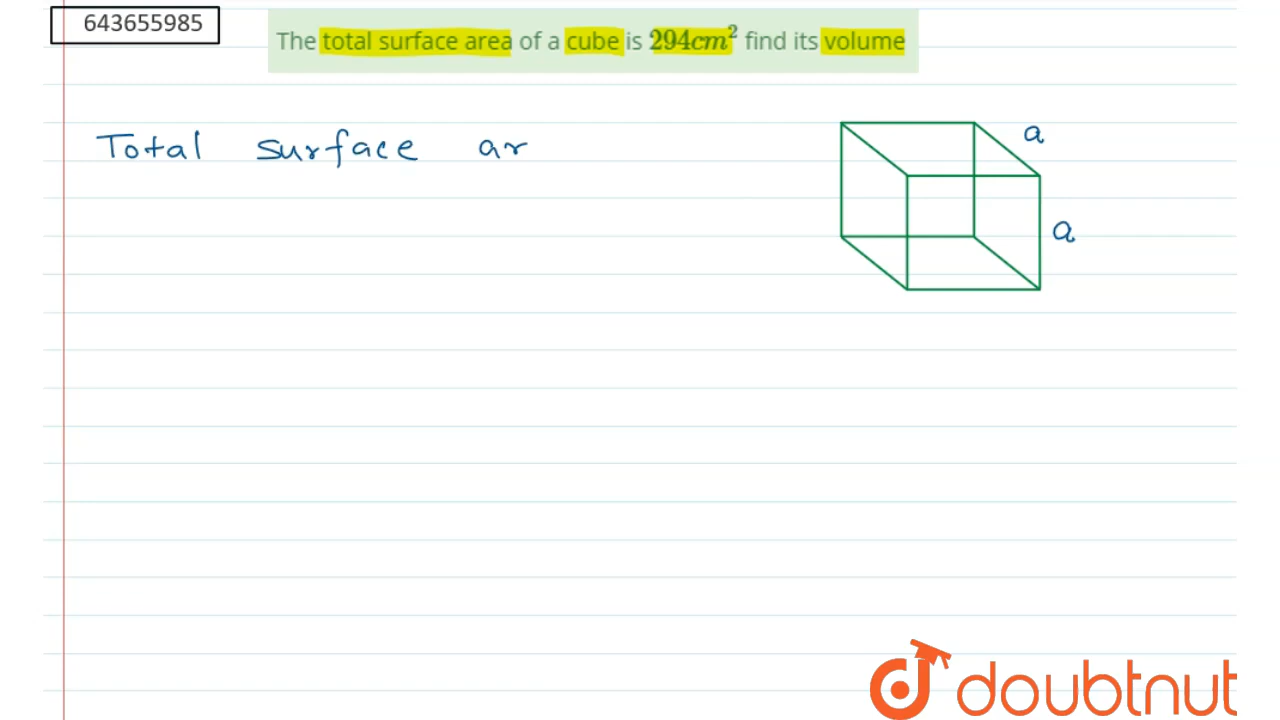 643655985
The total surface area of a cube is 294cm² find its volume
Total surface ar
a
a
doubtnut